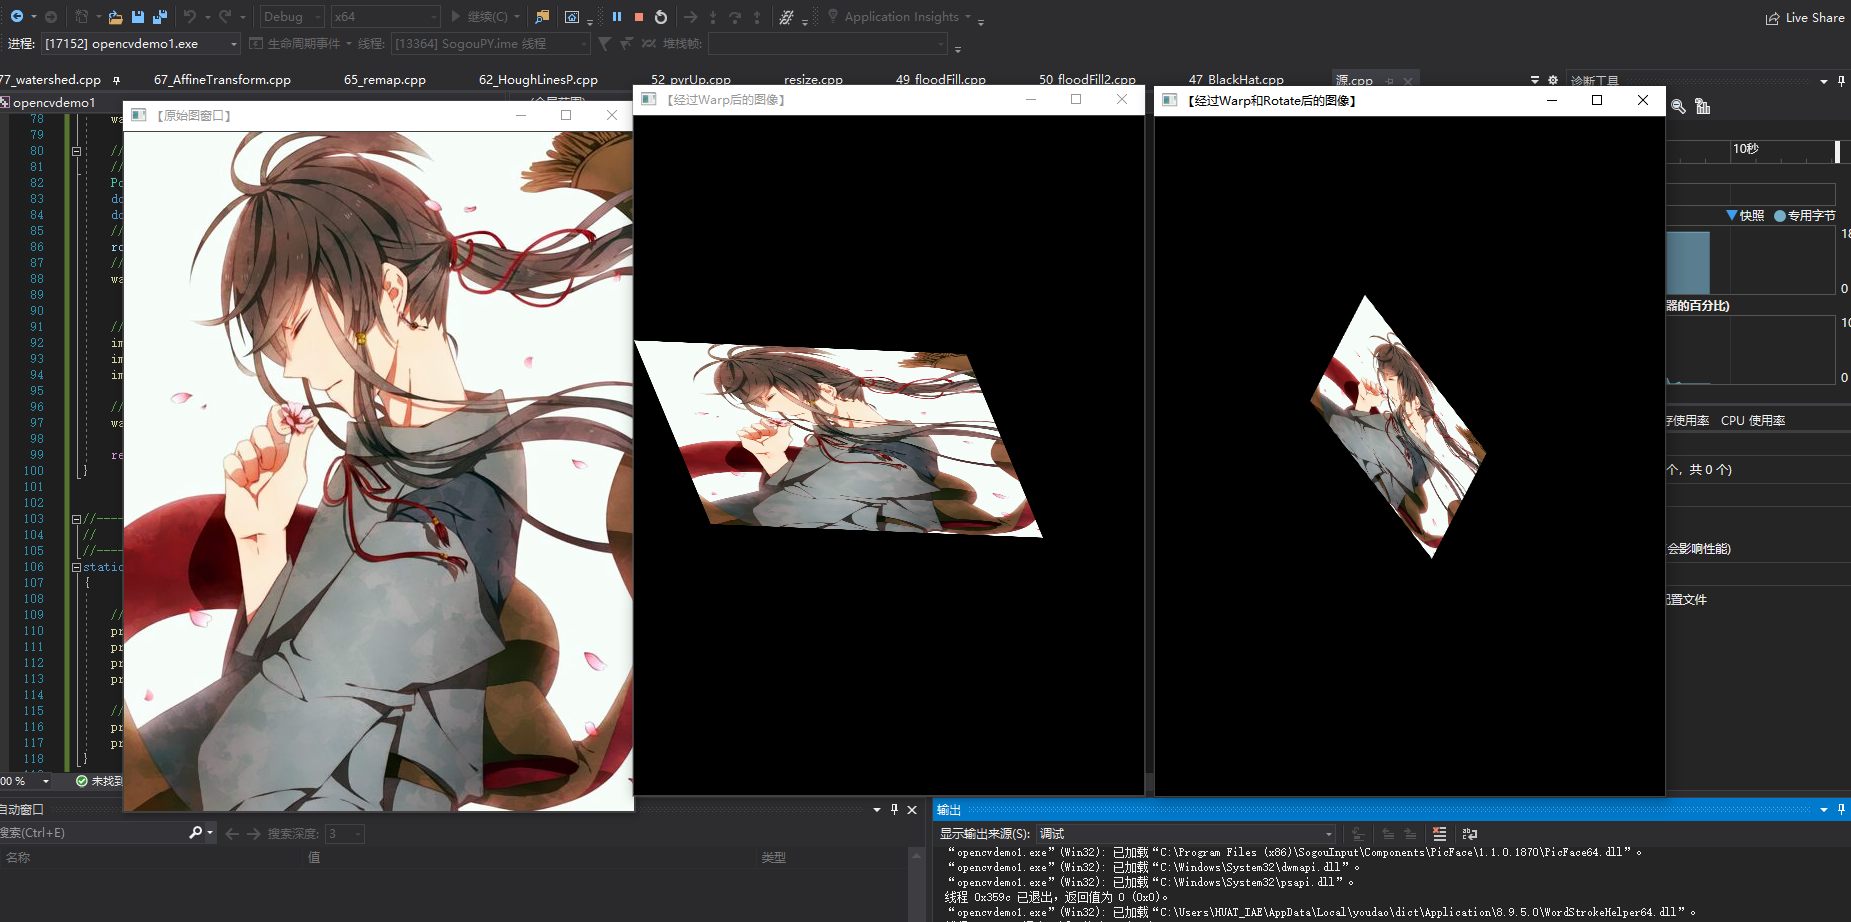 Debug
x64
继续(C)
Application Insights
Live Share
进程:
[17152] opencvdemo1.exe
生命周期事件
线程:
[13364] SogouPY.ime 线程
堆栈帧:
77_watershed.cpp
67_AffineTransform.cpp
65_remap.cpp
62_HoughLinesP.cpp
52_pyrUp.cpp
resize.cpp
49_floodFill.cpp
50_floodFill2.cpp
47_BlackHat.cpp
源.cpp
诊断工具
opencvdemo1
【原始图窗口】
【经过Warp后的图像】
【经过Warp和Rotate后的图像】
78 wa
79
80 //
81 //
82 Po
83 do
84 do
85 //
86 ro
87 //
88 wa
89
90
91 //
92 im
93 im
94 im
95
96 //
97 wa
98
99 re
100 }
101
102
103 //----
104 //
105 //----
106 static
107 {
108
109 //
110 pr
111 pr
112 pr
113 pr
114
115 //
116 pr
117 pr
118 }
10秒
快照
专用字节
18
0
器的百分比)
10
0
存使用率
CPU 使用率
个, 共 0 个)
会影响性能)
配置文件
00 %
未找到
自动窗口
搜索(Ctrl+E)
搜索深度:
3
名称
值
类型
输出
显示输出来源(S):
调试
“opencvdemo1.exe”(Win32): 已加载“C:\Program Files (x86)\SogouInput\Components\PicFace\1.1.0.1870\PicFace64.dll”。
“opencvdemo1.exe”(Win32): 已加载“C:\Windows\System32\dwmapi.dll”。
“opencvdemo1.exe”(Win32): 已加载“C:\Windows\System32\psapi.dll”。
线程 0x359c 已退出，返回值为 0 (0x0)。
“opencvdemo1.exe”(Win32): 已加载“C:\Users\HUAT_IAE\AppData\Local\youdao\dict\Application\8.9.5.0\WordStrokeHelper64.dll”。